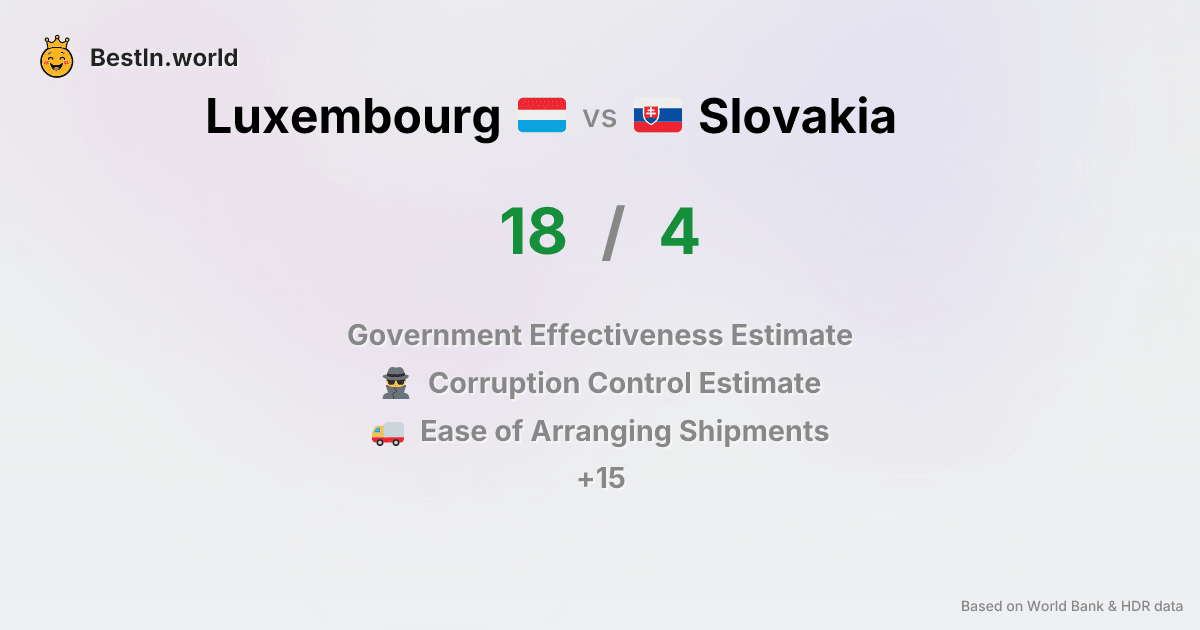 BestIn.world
Luxembourg vs Slovakia
18 / 4
Government Effectiveness Estimate
Corruption Control Estimate
Ease of Arranging Shipments
+15
Based on World Bank & HDR data